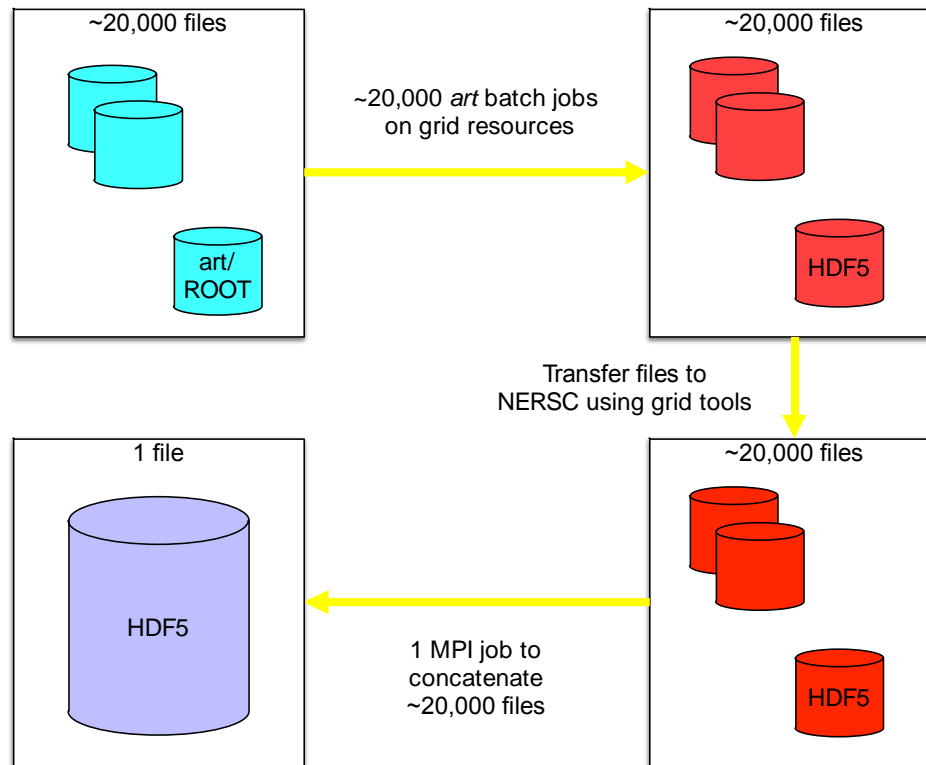 ~20,000 files
~20,000 files
~20,000 art batch jobs
on grid resources
art/
ROOT
HDF5
Transfer files to
NERSC using grid tools
1 file
~20,000 files
HDF5
1 MPI job to
concatenate
~20,000 files
HDF5